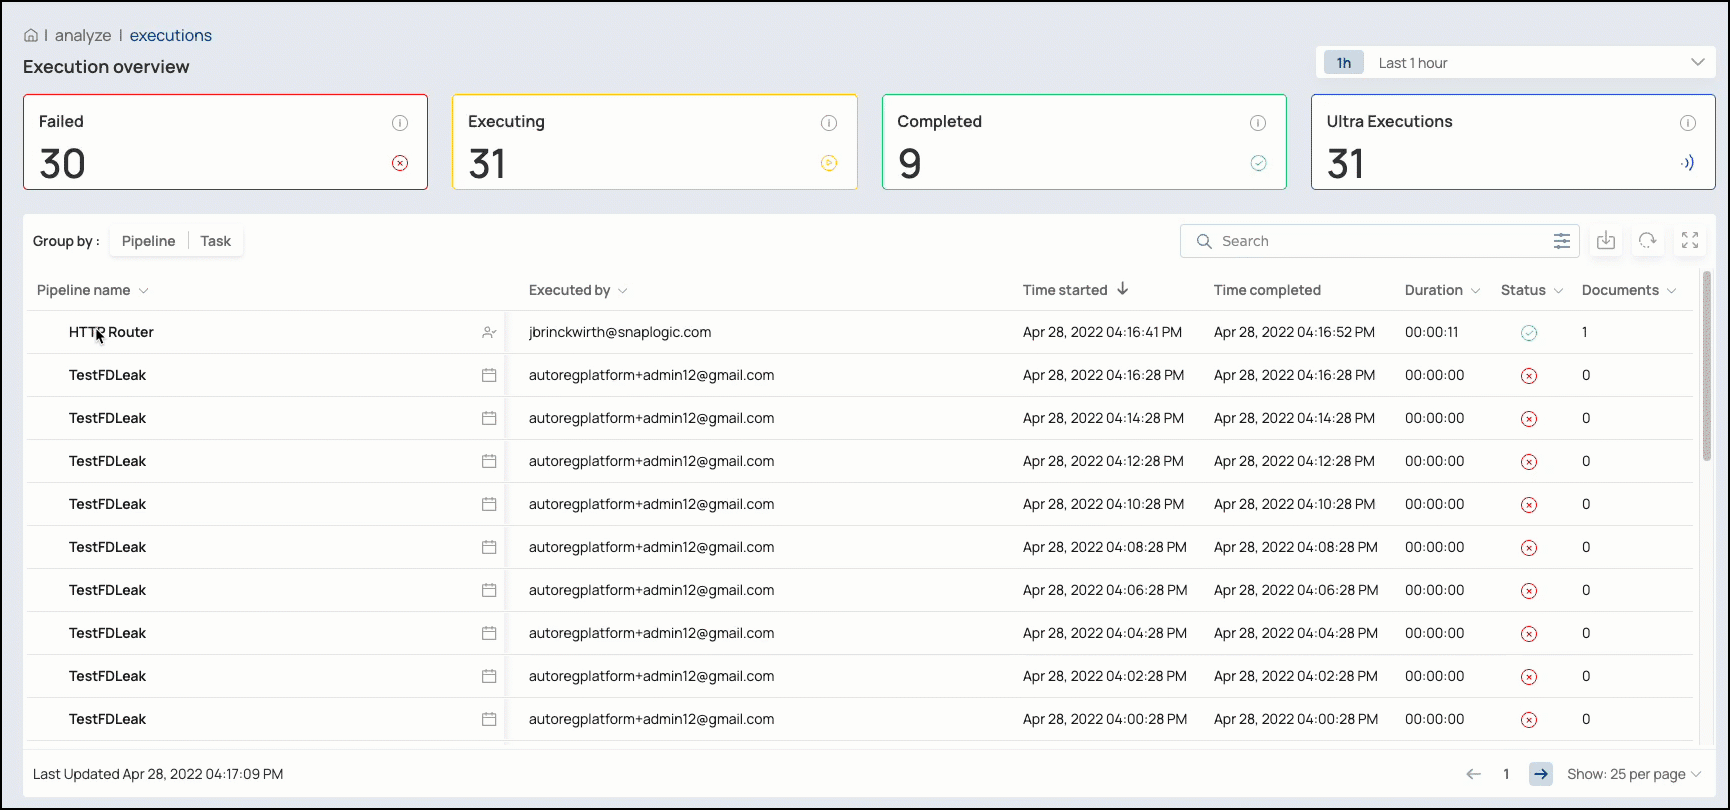 | analyze | executions
Execution overview
1h Last 1 hour
Failed
30
Executing
31
Completed
9
Ultra Executions
31
Group by : Pipeline Task
Search
Pipeline name Executed by Time started Time completed Duration Status Documents
HTTP Router jbrinckwirth@snaplogic.com Apr 28, 2022 04:16:41 PM Apr 28, 2022 04:16:52 PM 00:00:11 1
TestFDLeak autoregplatform+admin12@gmail.com Apr 28, 2022 04:16:28 PM Apr 28, 2022 04:16:28 PM 00:00:00 0
TestFDLeak autoregplatform+admin12@gmail.com Apr 28, 2022 04:14:28 PM Apr 28, 2022 04:14:28 PM 00:00:00 0
TestFDLeak autoregplatform+admin12@gmail.com Apr 28, 2022 04:12:28 PM Apr 28, 2022 04:12:28 PM 00:00:00 0
TestFDLeak autoregplatform+admin12@gmail.com Apr 28, 2022 04:10:28 PM Apr 28, 2022 04:10:28 PM 00:00:00 0
TestFDLeak autoregplatform+admin12@gmail.com Apr 28, 2022 04:08:28 PM Apr 28, 2022 04:08:28 PM 00:00:00 0
TestFDLeak autoregplatform+admin12@gmail.com Apr 28, 2022 04:06:28 PM Apr 28, 2022 04:06:28 PM 00:00:00 0
TestFDLeak autoregplatform+admin12@gmail.com Apr 28, 2022 04:04:28 PM Apr 28, 2022 04:04:28 PM 00:00:00 0
TestFDLeak autoregplatform+admin12@gmail.com Apr 28, 2022 04:02:28 PM Apr 28, 2022 04:02:28 PM 00:00:00 0
TestFDLeak autoregplatform+admin12@gmail.com Apr 28, 2022 04:00:28 PM Apr 28, 2022 04:00:28 PM 00:00:00 0
Last Updated Apr 28, 2022 04:17:09 PM 1 Show: 25 per page